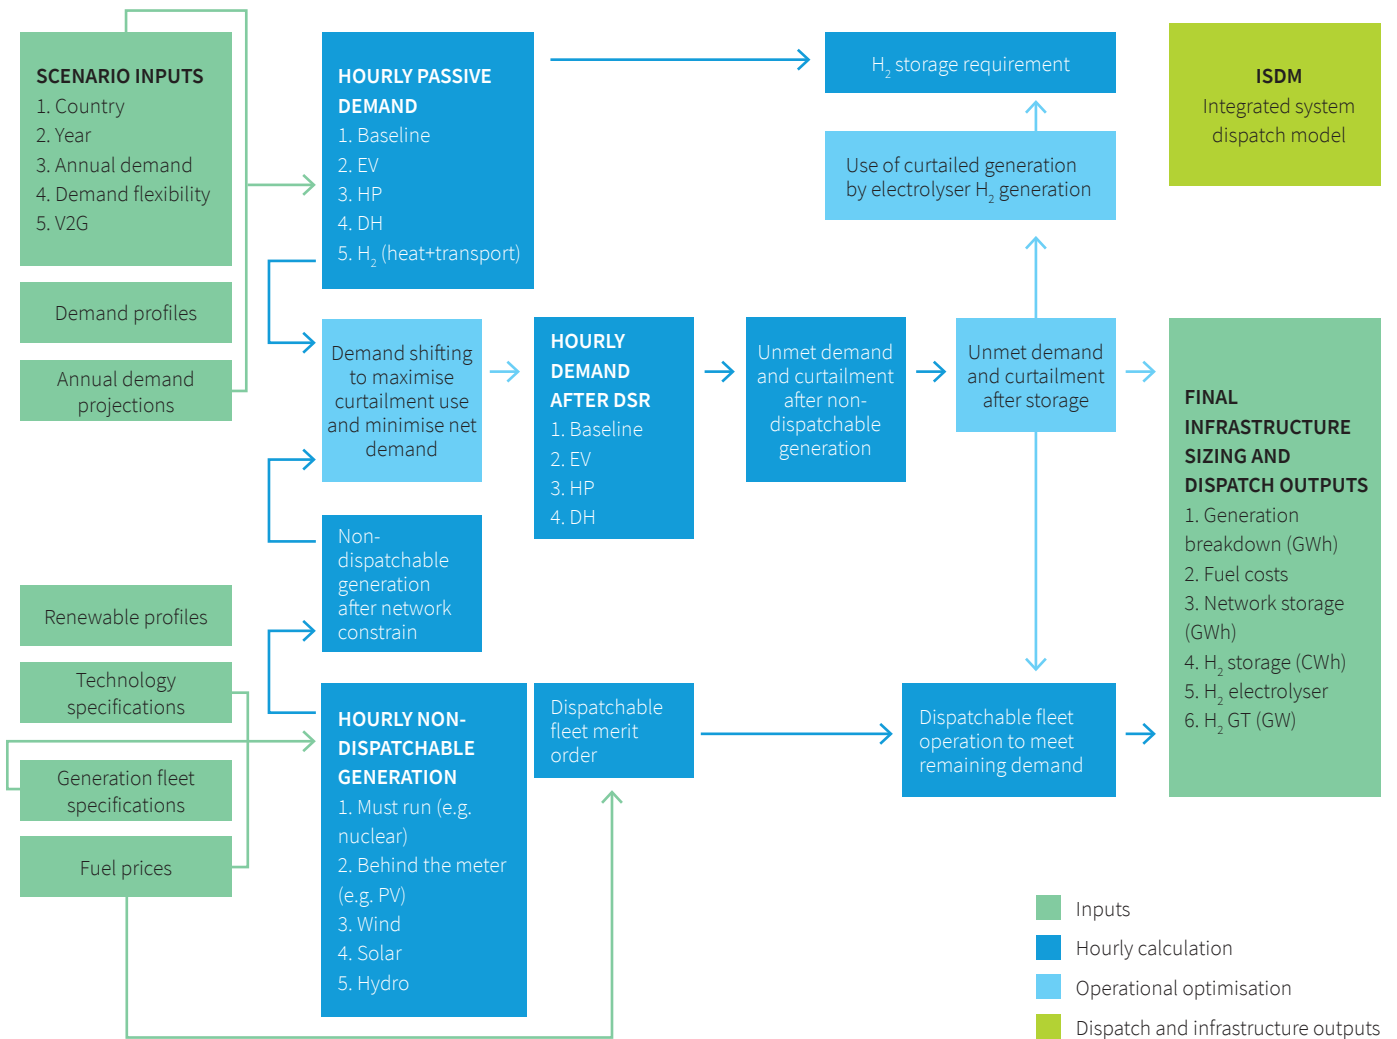 SCENARIO INPUTS
1. Country
2. Year
3. Annual demand
4. Demand flexibility
5. V2G
Demand profiles
Annual demand
projections
Renewable profiles
Technology
specifications
Generation fleet
specifications
Fuel prices
HOURLY PASSIVE
DEMAND
1. Baseline
2. EV
3. HP
4. DH
5. H₂ (heat+transport)
Demand shifting
to maximise
curtailment use
and minimise net
demand
Non-
dispatchable
generation
after network
constrain
HOURLY NON-
DISPATCHABLE
GENERATION
1. Must run (e.g.
nuclear)
2. Behind the meter
(e.g. PV)
3. Wind
4. Solar
5. Hydro
HOURLY
DEMAND
AFTER DSR
1. Baseline
2. EV
3. HP
4. DH
Dispatchable
fleet merit
order
Unmet demand
and curtailment
after non-
dispatchable
generation
H₂ storage requirement
Use of curtailed generation
by electrolyser H₂ generation
Unmet demand
and curtailment
after storage
Dispatchable fleet
operation to meet
remaining demand
ISDM
Integrated system
dispatch model
FINAL
INFRASTRUCTURE
SIZING AND
DISPATCH OUTPUTS
1. Generation
breakdown (GWh)
2. Fuel costs
3. Network storage
(GWh)
4. H₂ storage (CWh)
5. H₂ electrolyser
6. H₂ GT (GW)
Inputs
Hourly calculation
Operational optimisation
Dispatch and infrastructure outputs